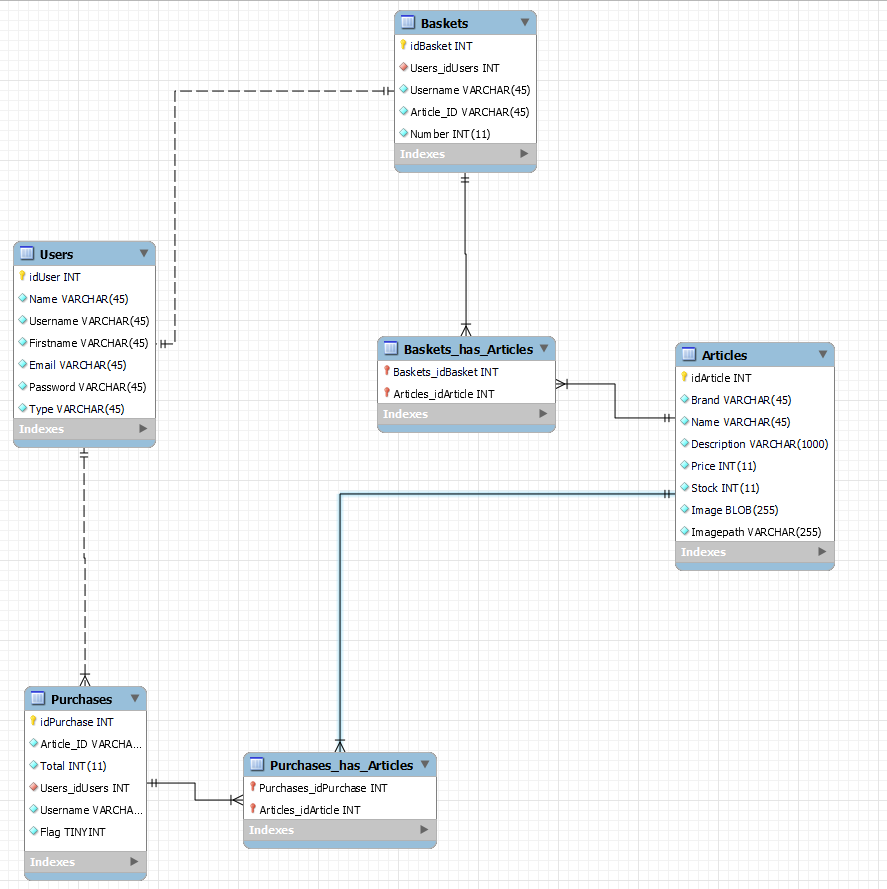 Baskets
idBasket INT
Users_idUsers INT
Username VARCHAR(45)
Article_ID VARCHAR(45)
Number INT(11)
Indexes
Users
idUser INT
Name VARCHAR(45)
Username VARCHAR(45)
Firstname VARCHAR(45)
Email VARCHAR(45)
Password VARCHAR(45)
Type VARCHAR(45)
Indexes
Baskets_has_Articles
Baskets_idBasket INT
Articles_idArticle INT
Indexes
Articles
idArticle INT
Brand VARCHAR(45)
Name VARCHAR(45)
Description VARCHAR(1000)
Price INT(11)
Stock INT(11)
Image BLOB(255)
Imagepath VARCHAR(255)
Indexes
Purchases
idPurchase INT
Article_ID VARCHA...
Total INT(11)
Users_idUsers INT
Username VARCHA...
Flag TINYINT
Indexes
Purchases_has_Articles
Purchases_idPurchase INT
Articles_idArticle INT
Indexes